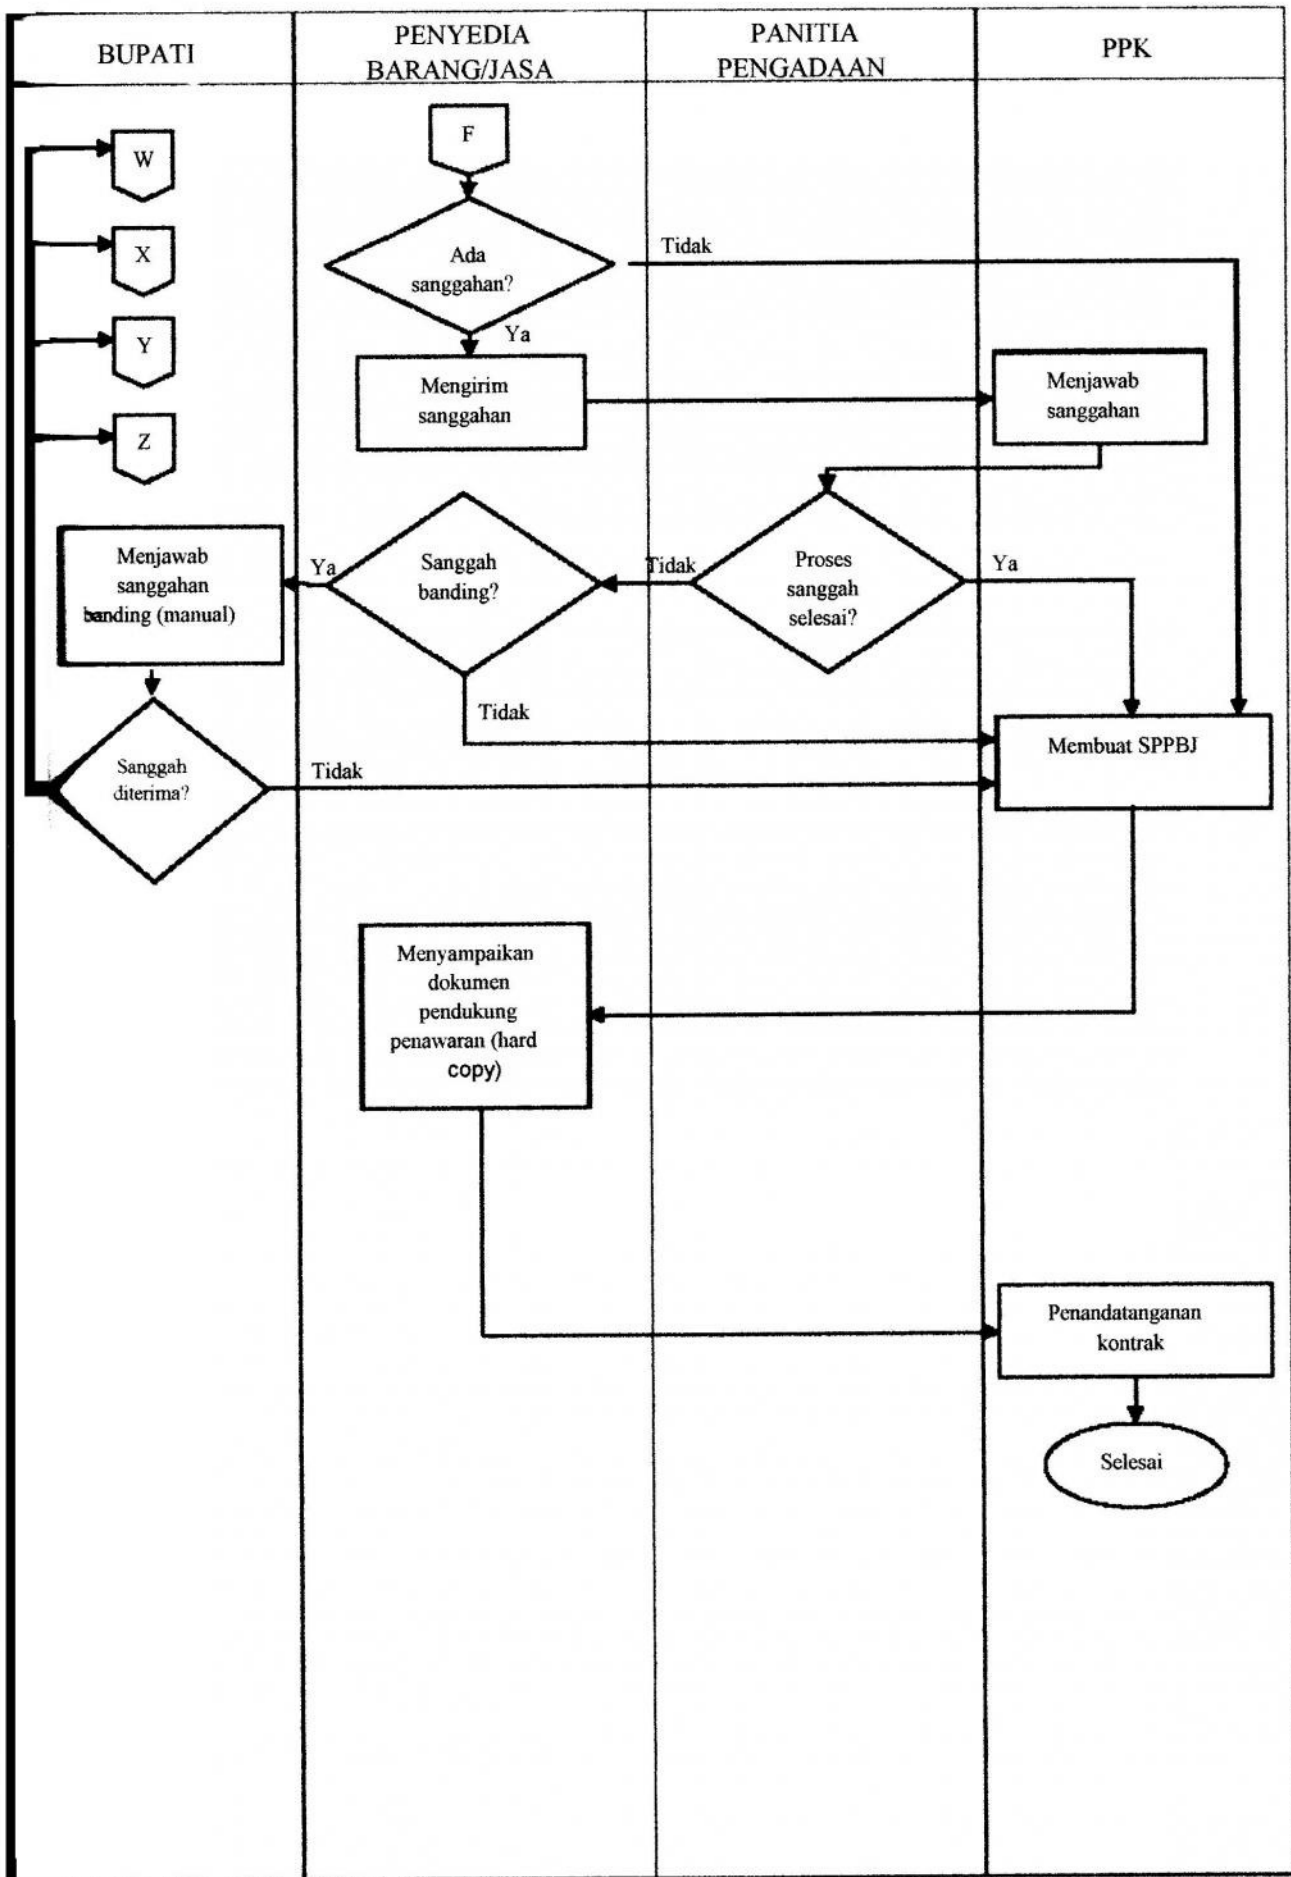 BUPATI
PENYEDIA
BARANG/JASA
PANITIA
PENGADAAN
PPK
F
W
Ada
sanggahan?
Tidak
X
Ya
Y
Mengirim
sanggahan
Menjawab
sanggahan
Z
Menjawab
sanggahan
banding (manual)
Ya
Sanggah
banding?
Tidak
Proses
sanggah
selesai?
Ya
Tidak
Sanggah
diterima?
Tidak
Membuat SPPBJ
Menyampaikan
dokumen
pendukung
penawaran (hard
copy)
Penandatanganan
kontrak
Selesai